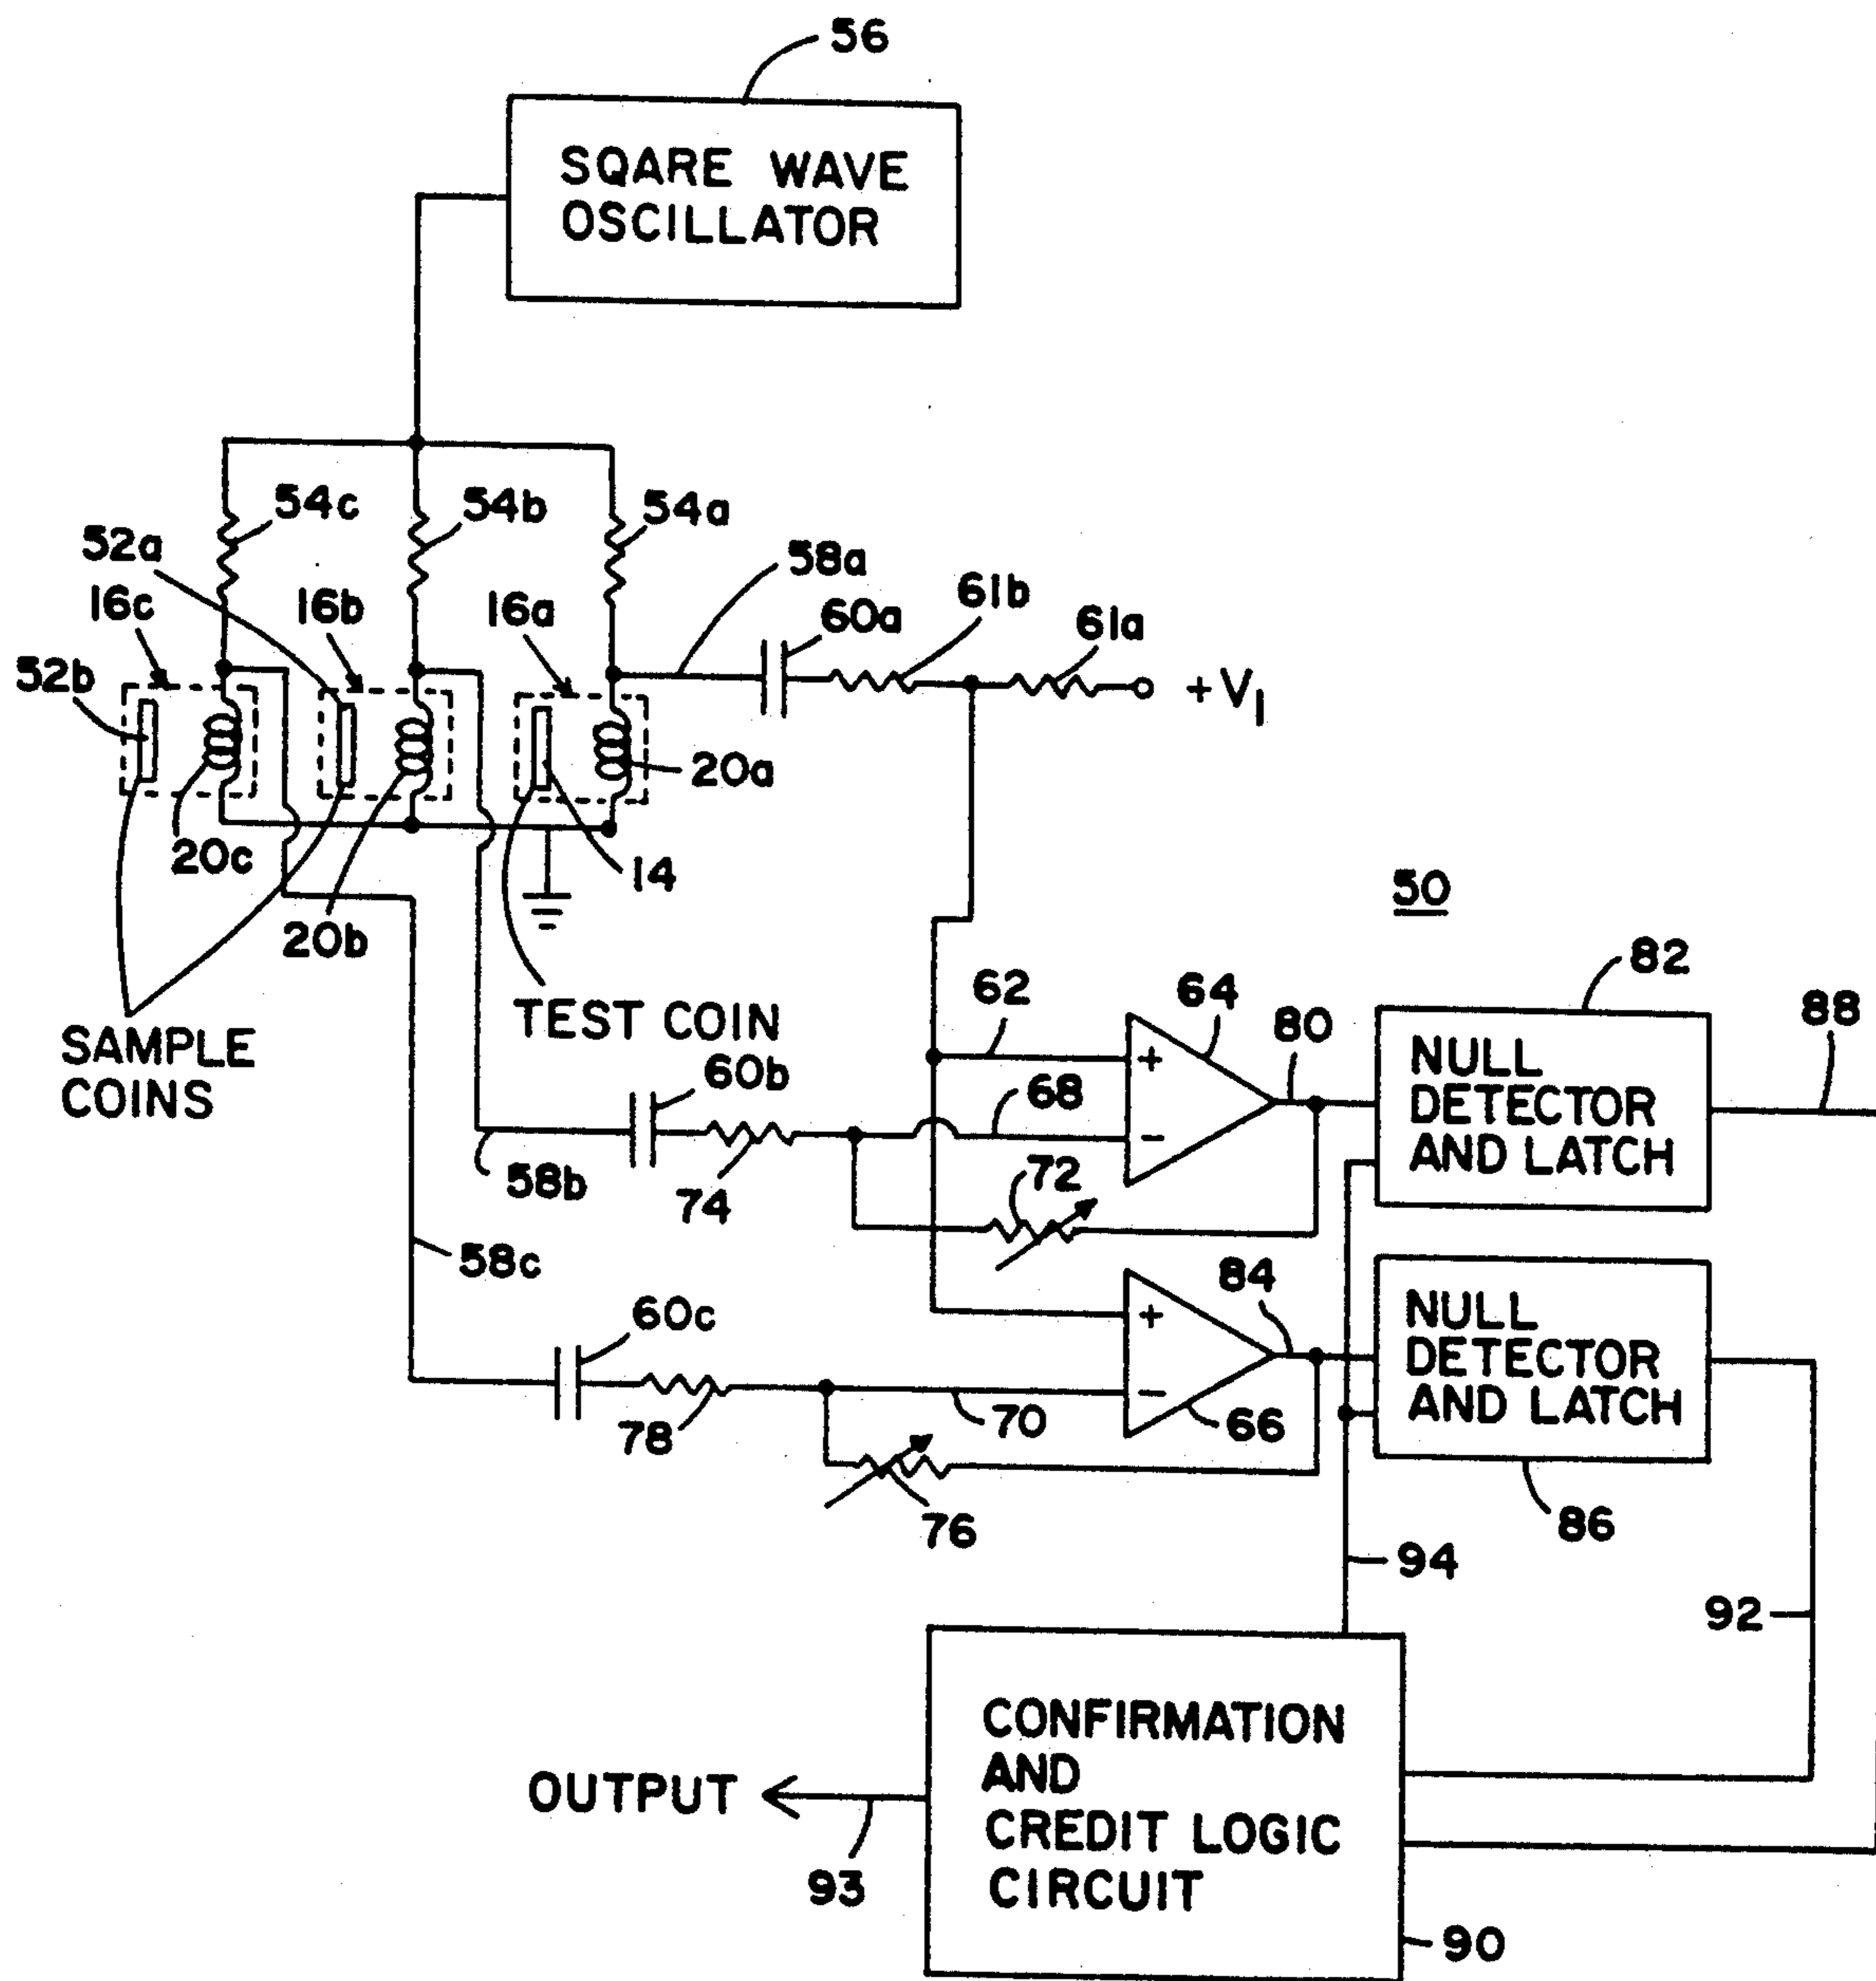 56
SQARE WAVE
OSCILLATOR
54c
54b
54a
52a
58a
16c
16b
16a
60a
61b
61a
52b
+V1
20a
20c
14
20b
50
SAMPLE
COINS
TEST COIN
62
64
80
82
88
60b
68
NULL
DETECTOR
AND LATCH
58b
74
72
58c
84
60c
NULL
DETECTOR
AND LATCH
78
70
66
76
86
94
92
CONFIRMATION
AND
CREDIT LOGIC
CIRCUIT
OUTPUT
93
90